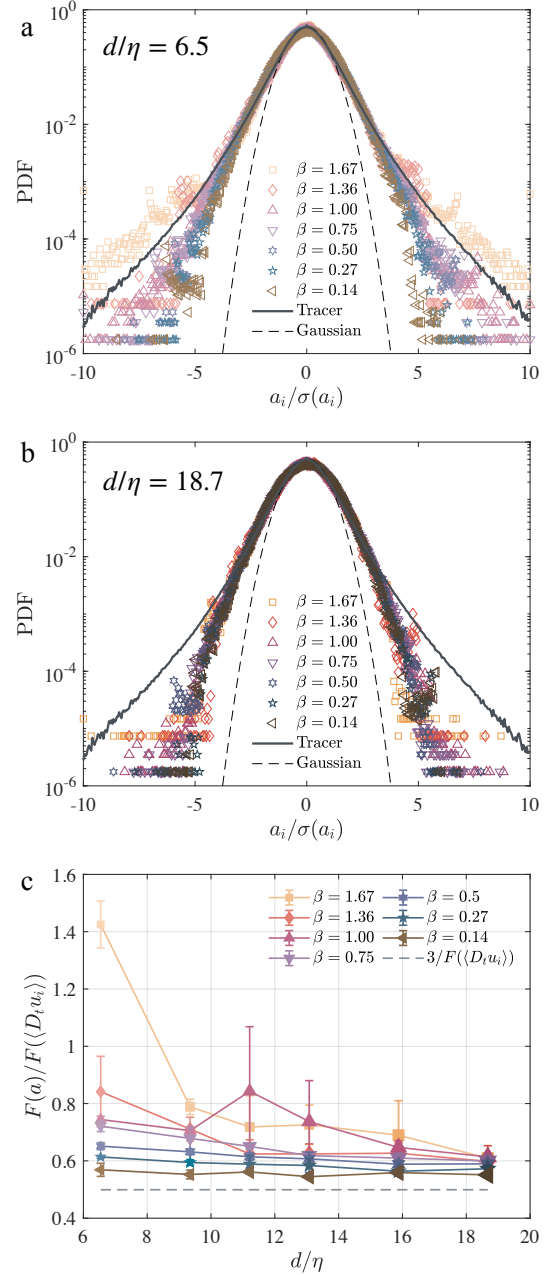 a
d/η = 6.5
10^0
10^-2
10^-4
10^-6
PDF
β = 1.67
β = 1.36
β = 1.00
β = 0.75
β = 0.50
β = 0.27
β = 0.14
Tracer
Gaussian
-10 -5 0 5 10
a_i/σ(a_i)
b
d/η = 18.7
10^0
10^-2
10^-4
10^-6
PDF
β = 1.67
β = 1.36
β = 1.00
β = 0.75
β = 0.50
β = 0.27
β = 0.14
Tracer
Gaussian
-10 -5 0 5 10
a_i/σ(a_i)
c
1.6
1.4
1.2
1
0.8
0.6
0.4
F(a)/F(⟨D_t u_i⟩)
β = 1.67 β = 0.5
β = 1.36 β = 0.27
β = 1.00 β = 0.14
β = 0.75 3/F(⟨D_t u_i⟩)
6 8 10 12 14 16 18 20
d/η